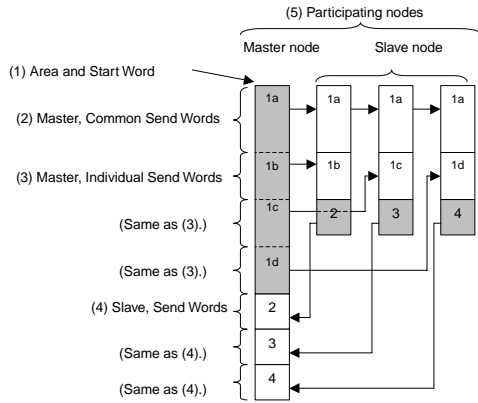 (5) Participating nodes
Master node Slave node
(1) Area and Start Word
1a 1a 1a 1a
(2) Master, Common Send Words
1b 1b 1c 1d
(3) Master, Individual Send Words
1c 2 3 4
(Same as (3).)
1d
(Same as (3).)
(4) Slave, Send Words 2
3
(Same as (4).)
4
(Same as (4).)